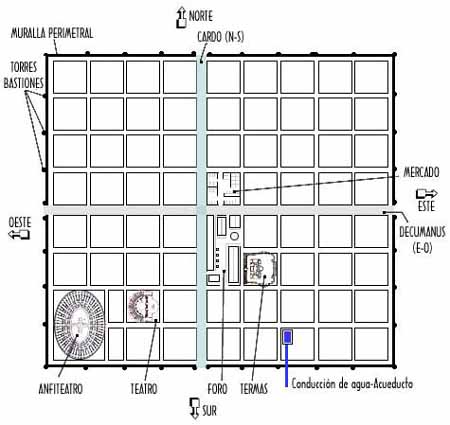 NORTE
MURALLA PERIMETRAL
CARDO (N-S)
TORRES
BASTIONES
MERCADO
ESTE
OESTE
DECUMANUS
(E-O)
ANFITEATRO
TEATRO
FORO
TERMAS
Conducción de agua-Acueducto
SUR